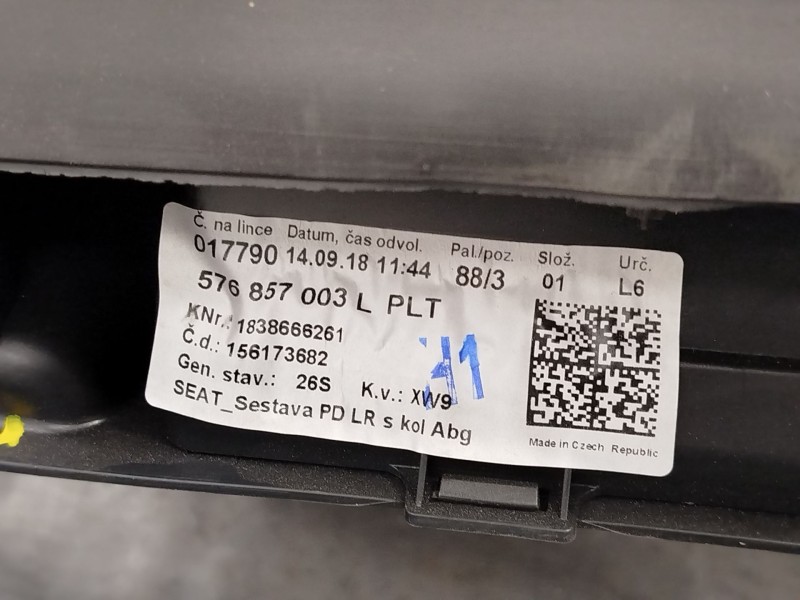 Č. na lince Datum, čas odvol. Pal./poz. Slož. Urč.
017790 14.09.18 11:44 88/3 01 L6
576 857 003 L PLT
KNr.: 1838666261
Č.d.: 156173682
Gen. stav.: 26S K.v.: XW9
SEAT_Sestava PD LR s kol Abg
Made in Czech Republic